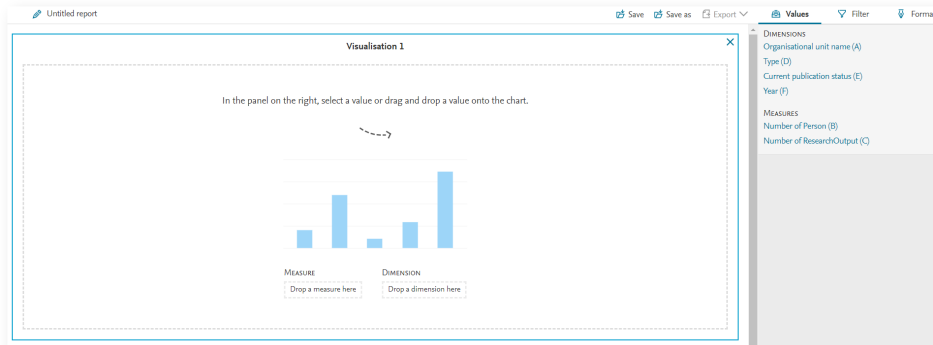 Untitled report
Save
Save as
Export
Values
Filter
Forma
Visualisation 1
In the panel on the right, select a value or drag and drop a value onto the chart.
MEASURE
DIMENSION
Drop a measure here
Drop a dimension here
DIMENSIONS
Organisational unit name (A)
Type (D)
Current publication status (E)
Year (F)
MEASURES
Number of Person (B)
Number of ResearchOutput (C)